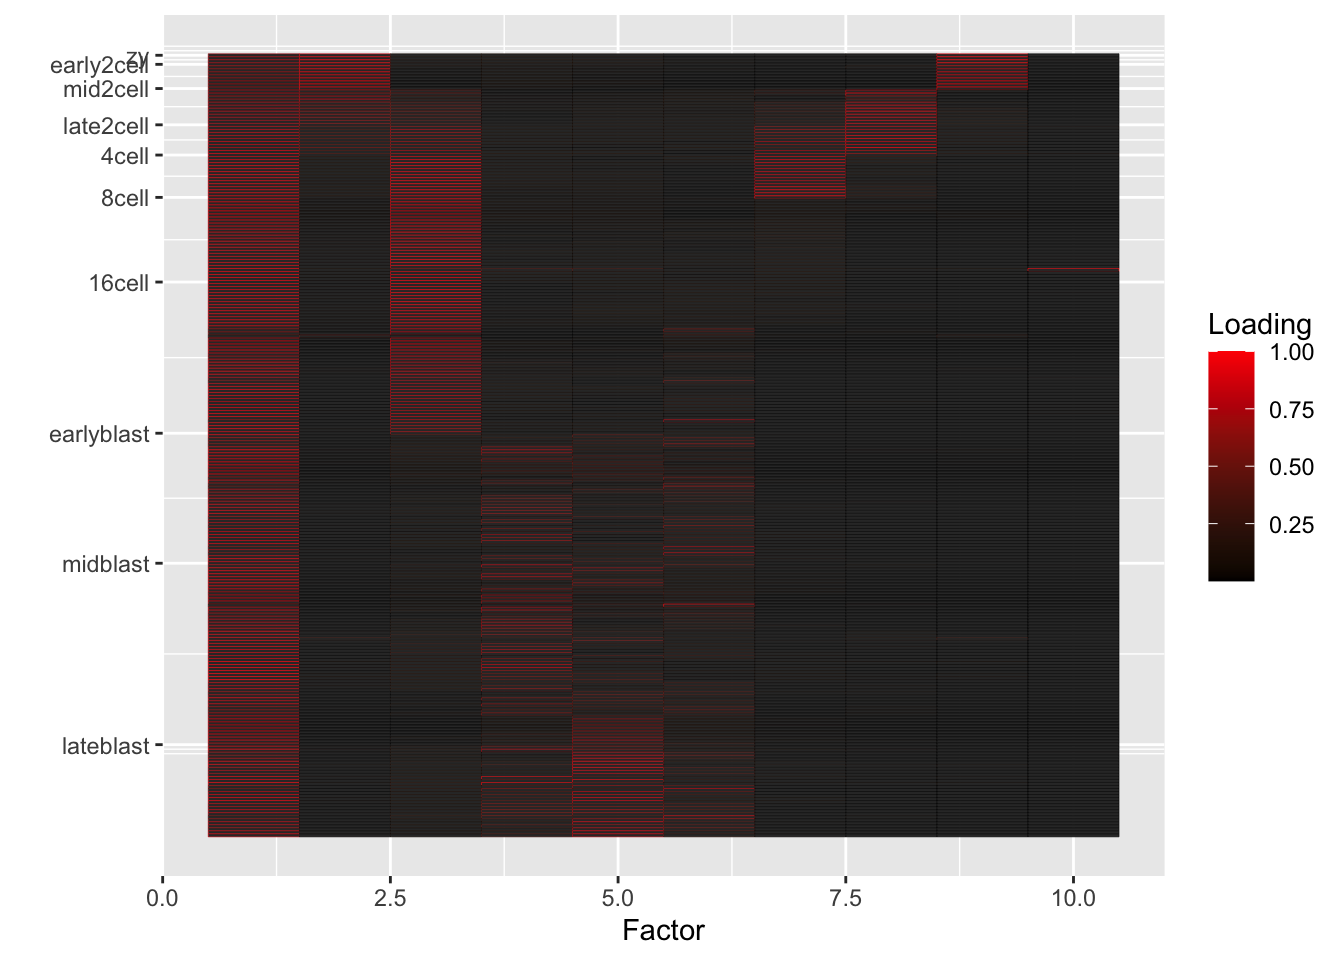 zy
early2cell
mid2cell
late2cell
4cell
8cell
16cell
earlyblast
midblast
lateblast
0.0 2.5 5.0 7.5 10.0
Factor
Loading
1.00
0.75
0.50
0.25